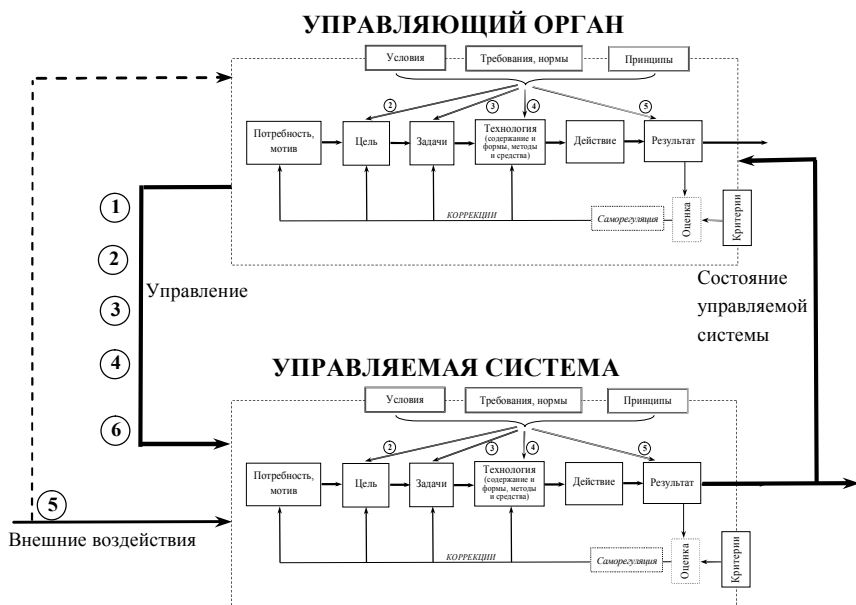 УПРАВЛЯЮЩИЙ ОРГАН
Условия
Требования, нормы
Принципы
2
3
4
5
Потребность,
мотив
Цель
Задачи
Технология
(содержание и
формы, методы
и средства)
Действие
Результат
КОРРЕКЦИИ
Саморегуляция
Оценка
Критерии
1
2
Управление
3
4
6
Состояние
управляемой
системы
УПРАВЛЯЕМАЯ СИСТЕМА
Условия
Требования, нормы
Принципы
2
3
4
5
Потребность,
мотив
Цель
Задачи
Технология
(содержание и
формы, методы
и средства)
Действие
Результат
КОРРЕКЦИИ
Саморегуляция
Оценка
Критерии
5
Внешние воздействия